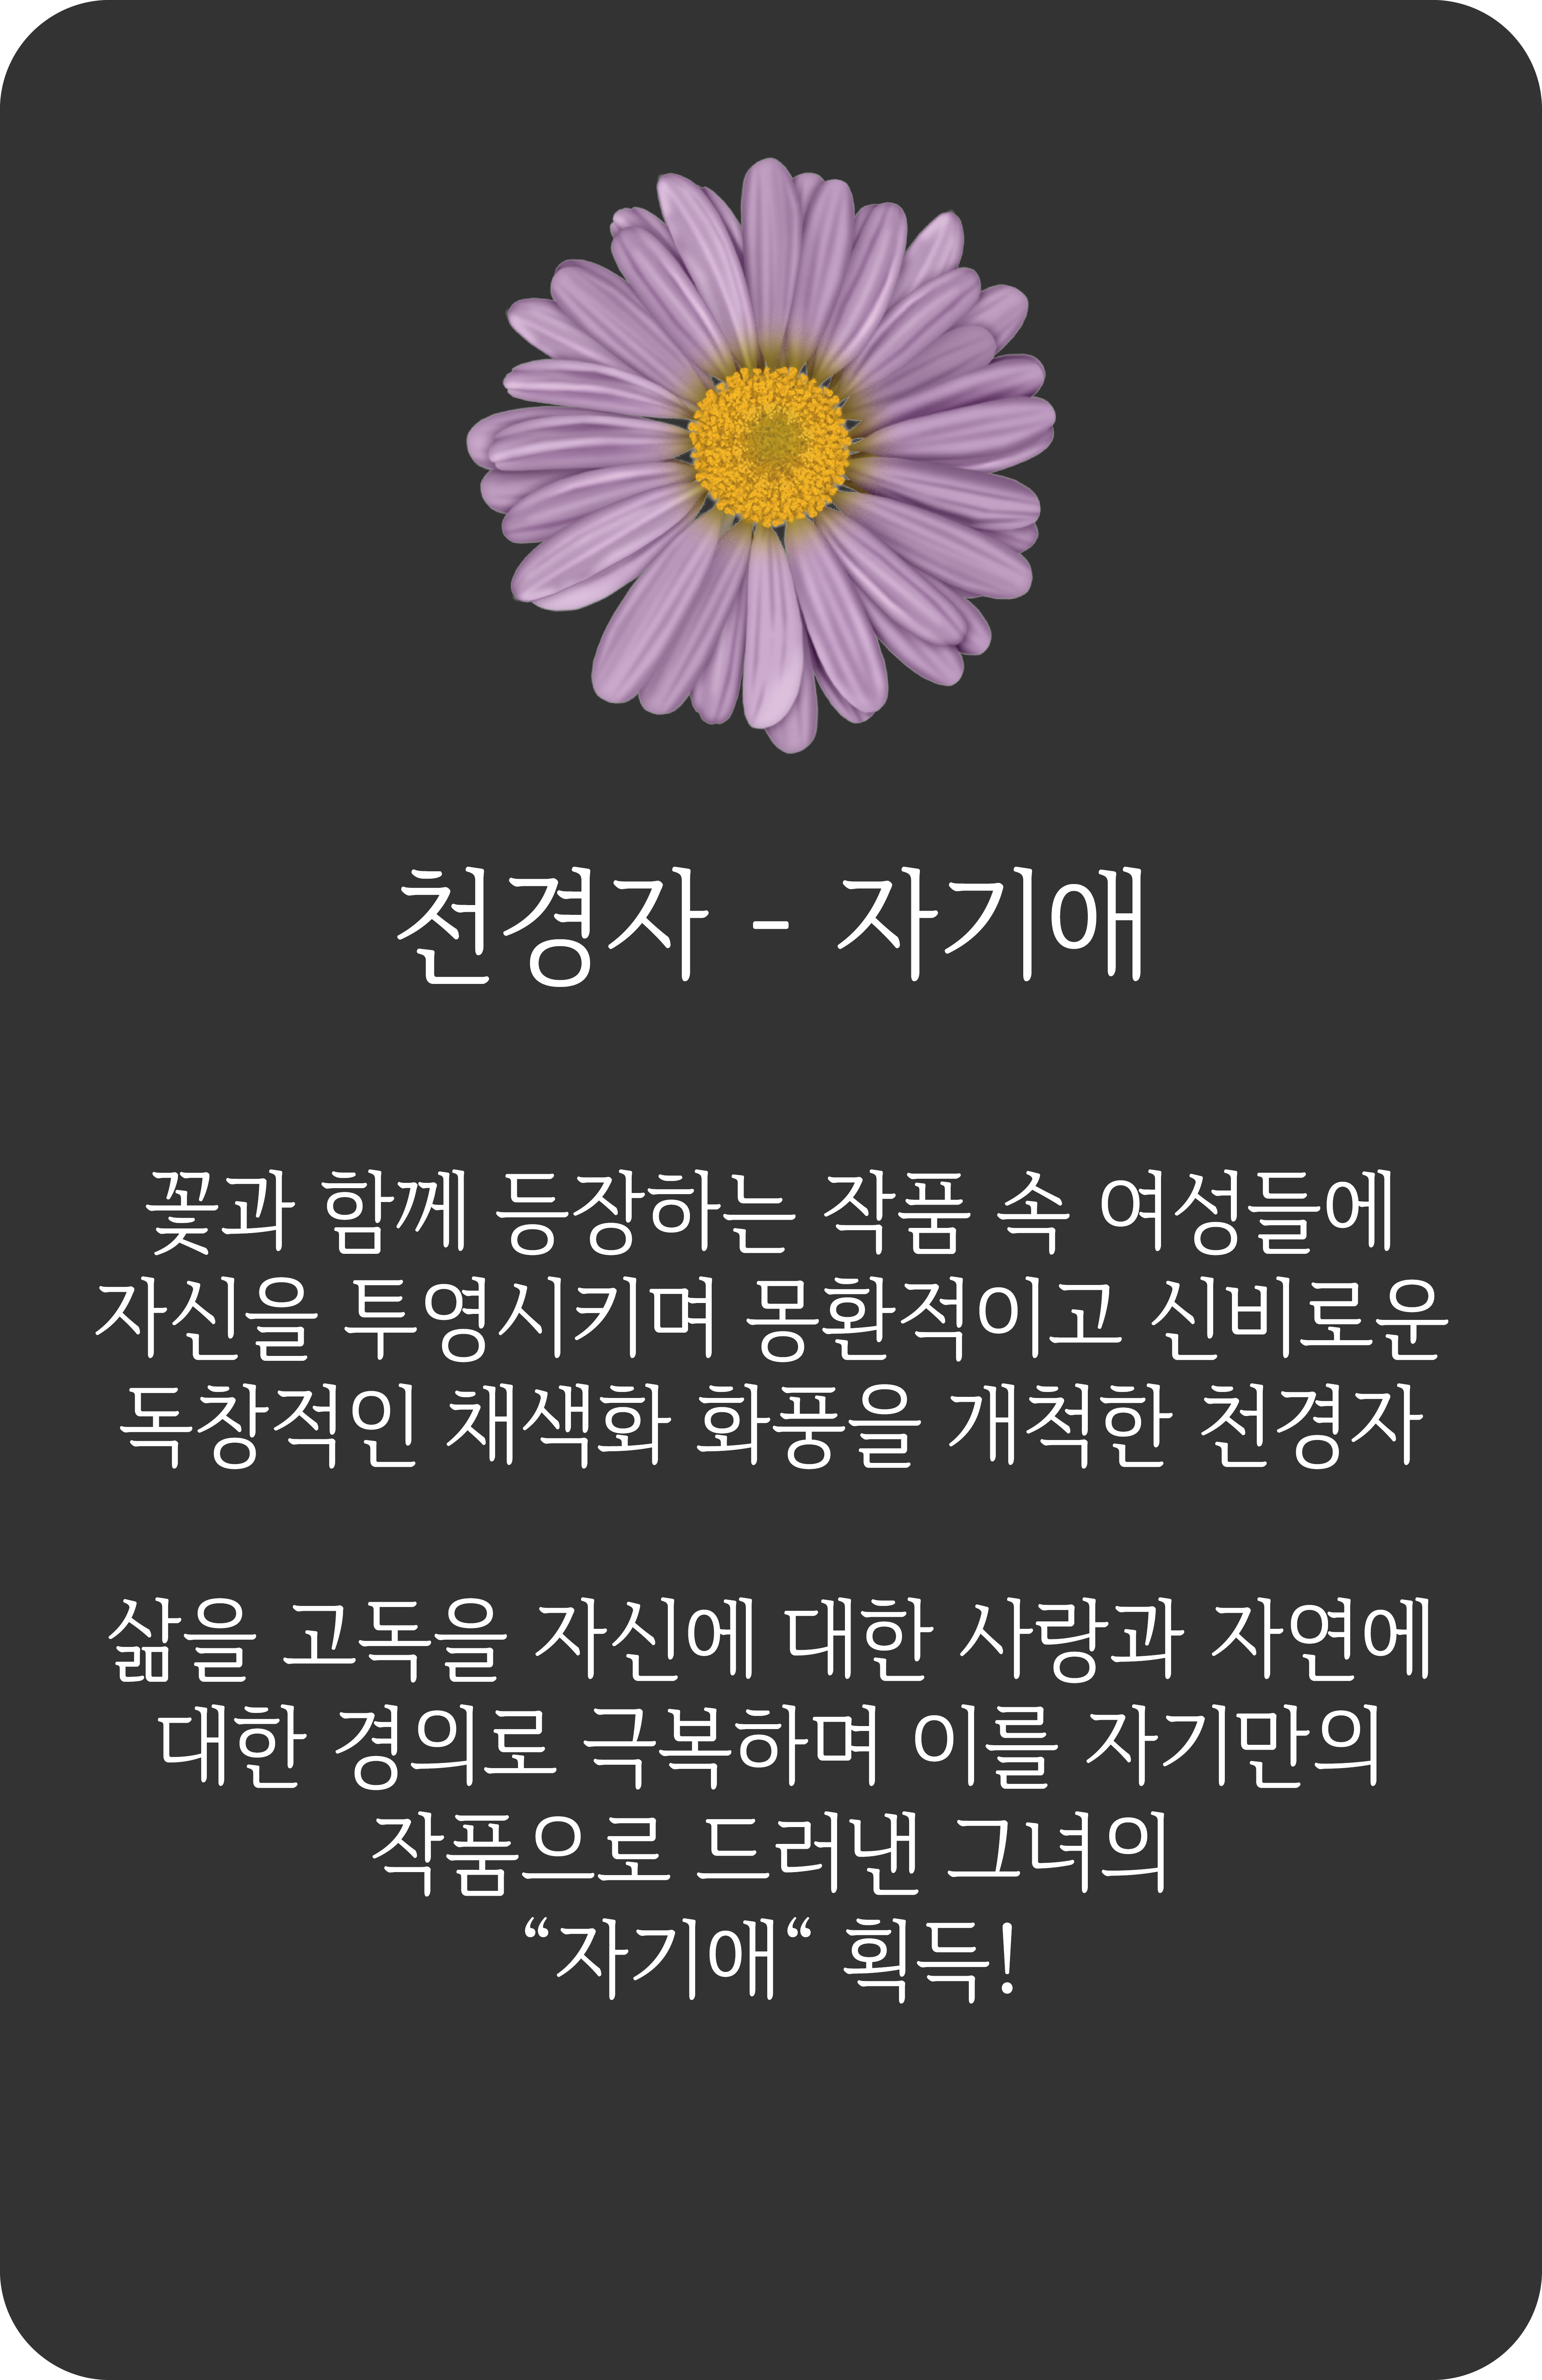 천경자 - 자기애
꽃과 함께 등장하는 작품 속 여성들에
자신을 투영시키며 몽환적이고 신비로운
독창적인 채색화 화풍을 개척한 천경자
삶을 고독을 자신에 대한 사랑과 자연에
대한 경의로 극복하며 이를 자기만의
작품으로 드러낸 그녀의
“자기애“ 획득!